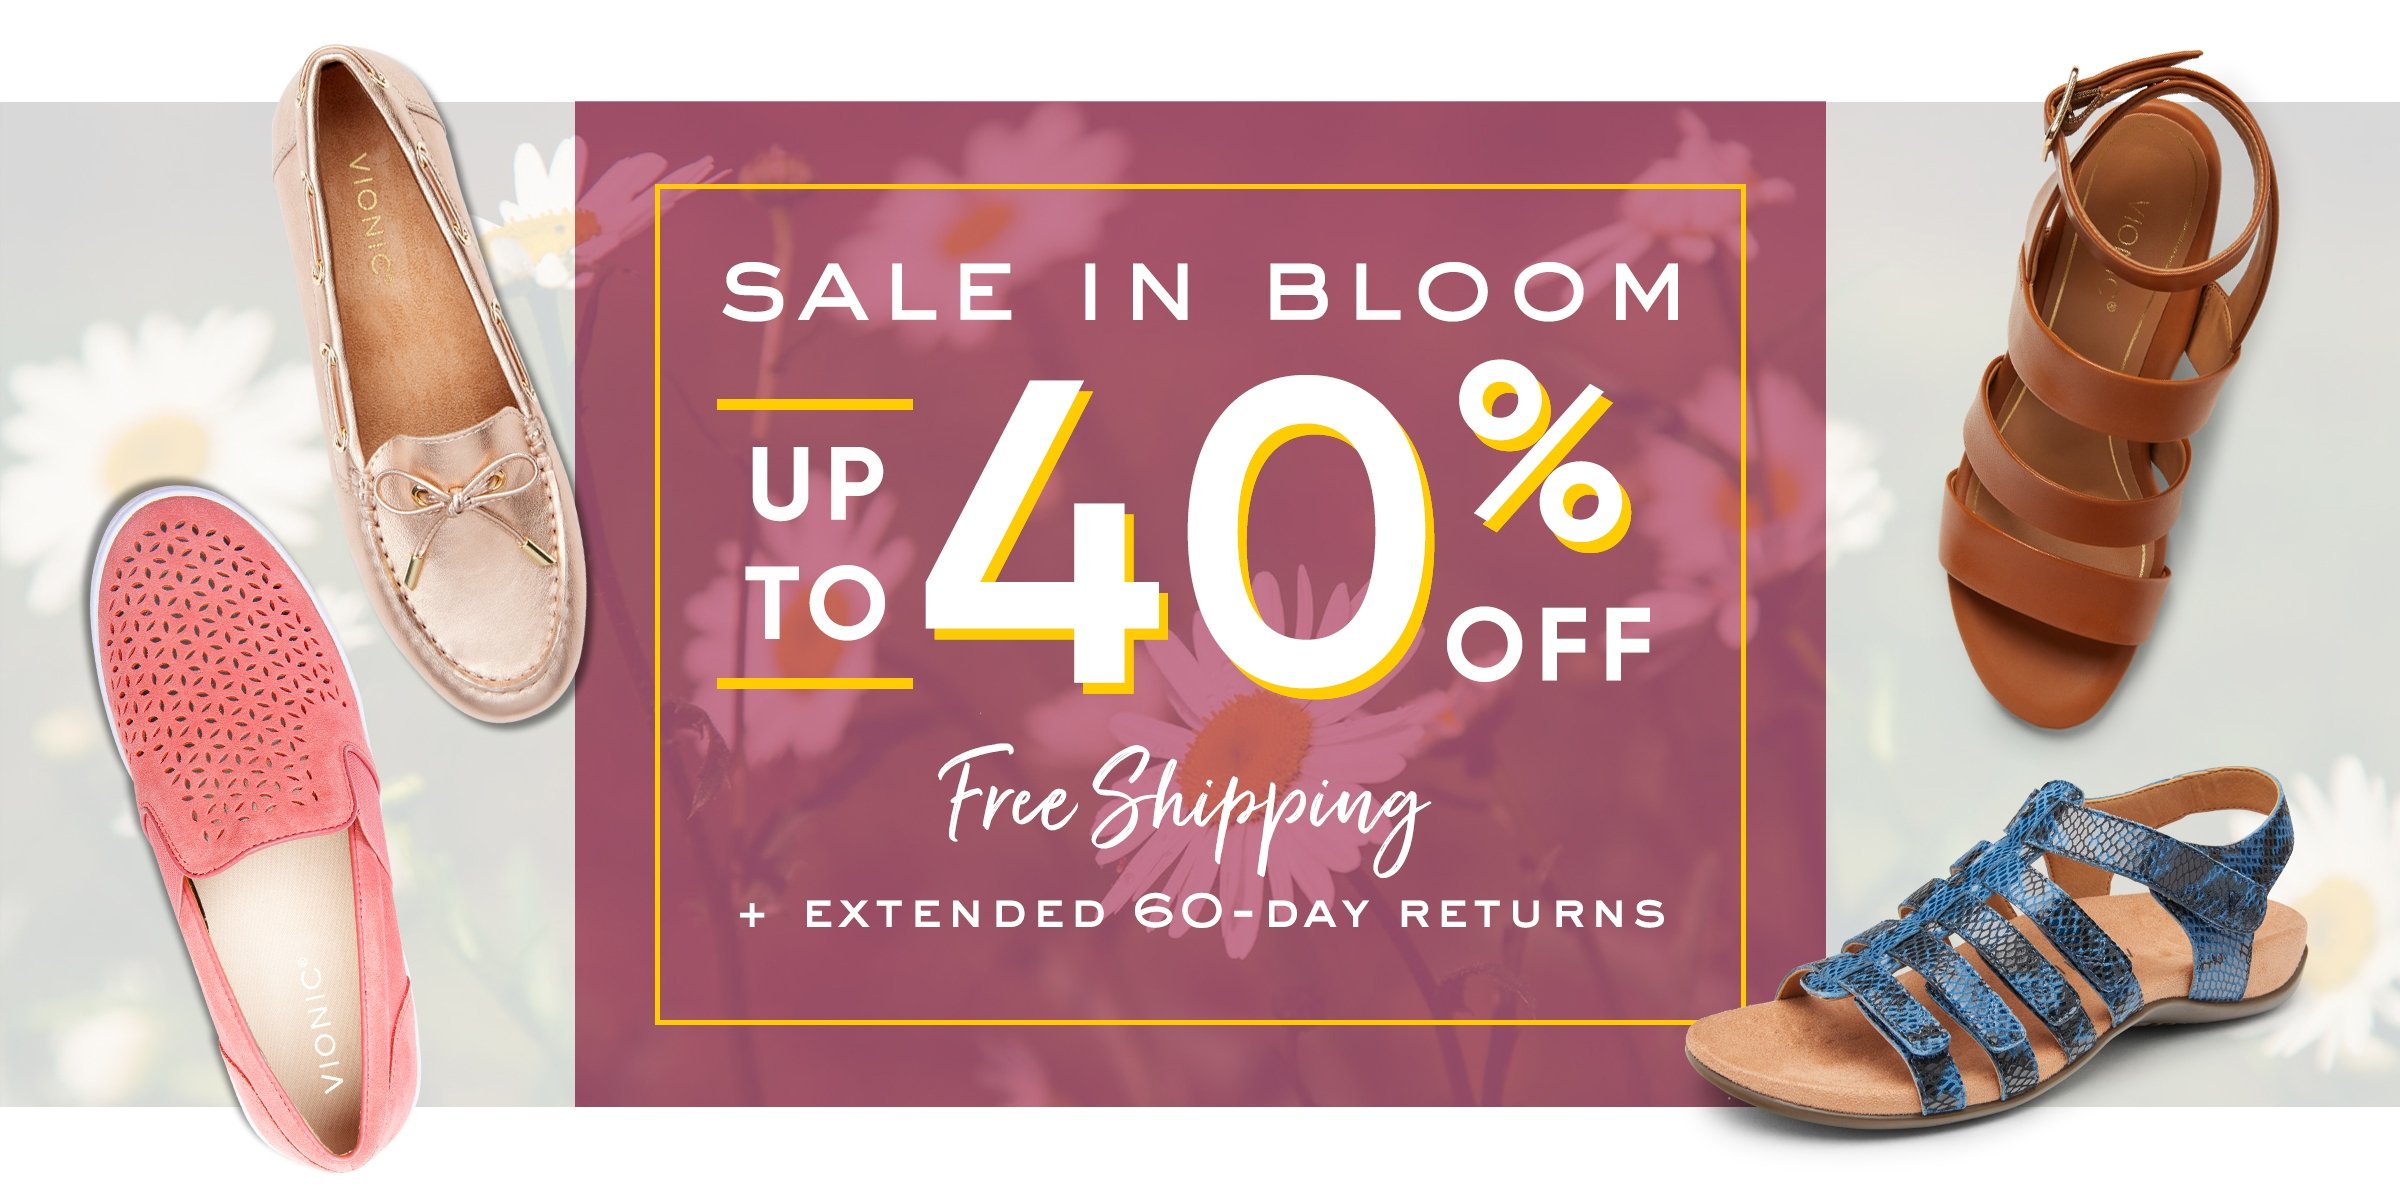 VIONIC®
VIONIC®
SALE IN BLOOM
UP
TO
40%
OFF
Free Shipping
+ EXTENDED 60-DAY RETURNS